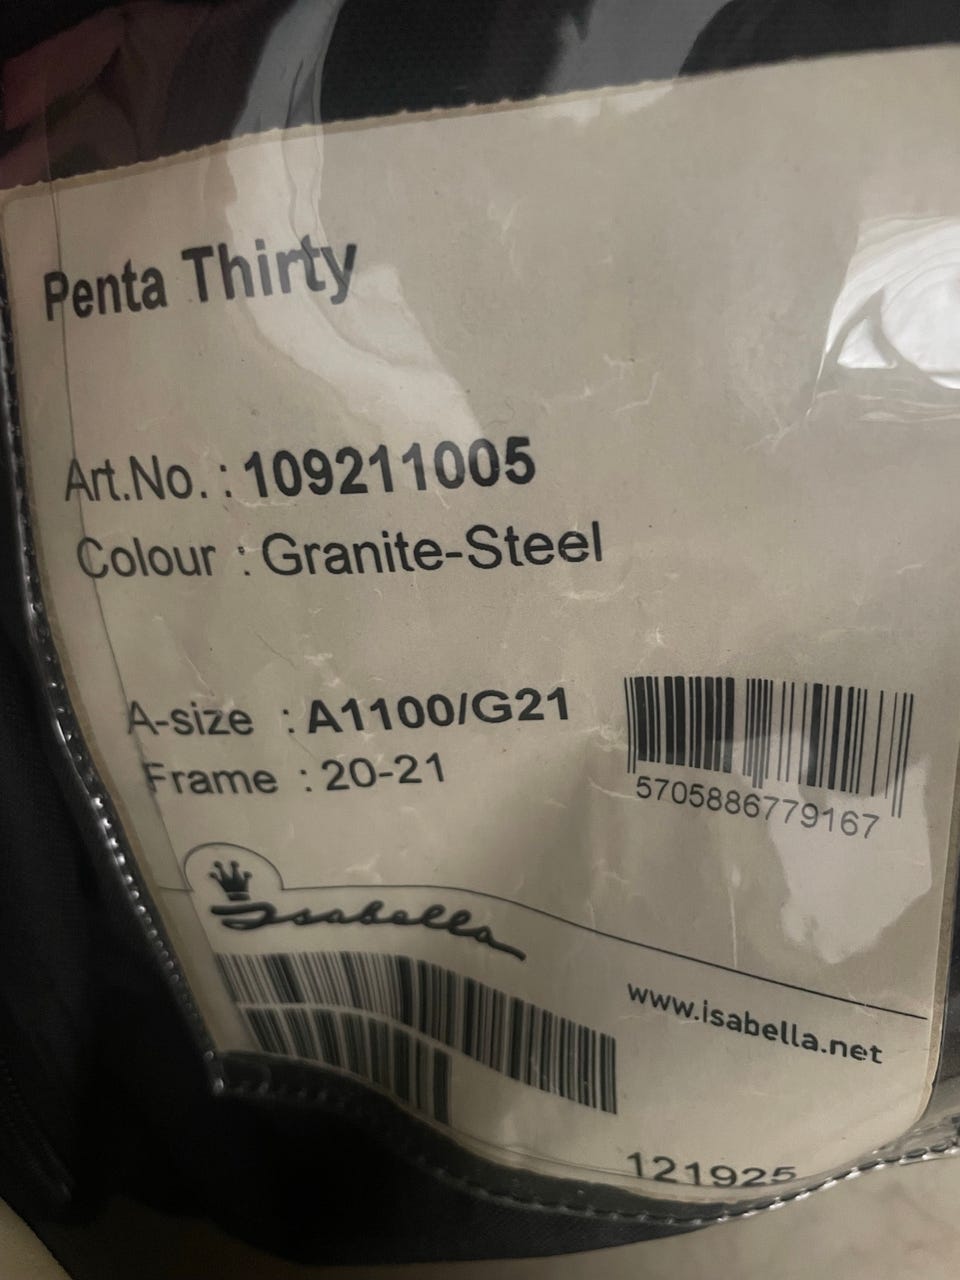 Penta Thirty
Art.No. : 109211005
Colour : Granite-Steel
A-size : A1100/G21
Frame : 20-21
5705886779167
Isabella
www.isabella.net
121925